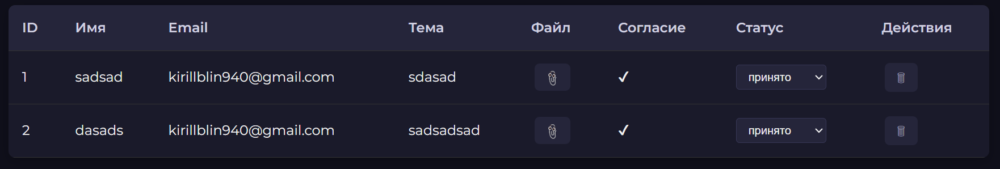 ID Имя Email Тема Файл Согласие Статус Действия
1 sadsad kirillblin940@gmail.com sdasad ✓ принято
2 dasads kirillblin940@gmail.com sadsadsad ✓ принято